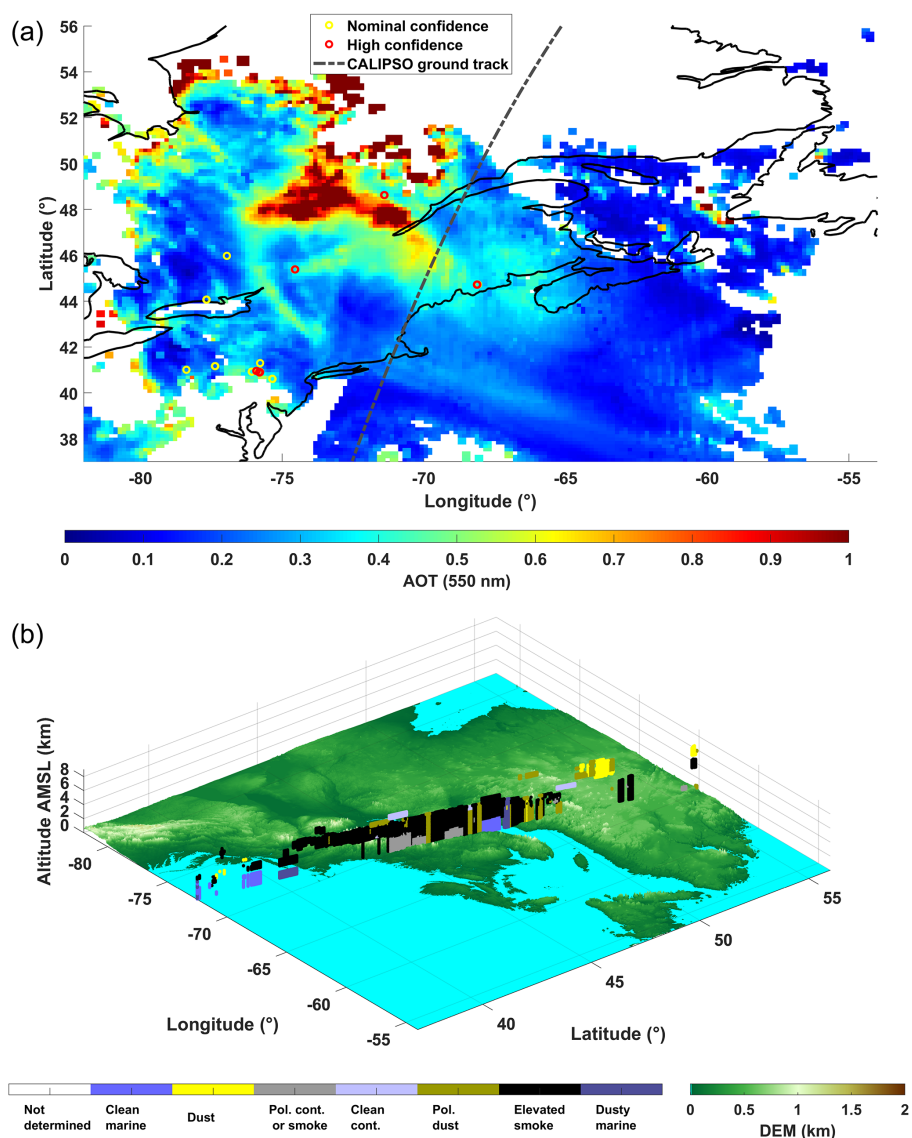 (a)
Nominal confidence
High confidence
CALIPSO ground track
56
54
52
50
48
46
44
42
40
38
Latitude (°)
-80 -75 -70 -65 -60 -55
Longitude (°)
0 0.1 0.2 0.3 0.4 0.5 0.6 0.7 0.8 0.9 1
AOT (550 nm)
(b)
Altitude AMSL (km)
8
6
4
2
0
-80
-75
-70
-65
-60
-55
Longitude (°)
40
45
50
55
Latitude (°)
Not determined
Clean marine
Dust
Pol. cont. or smoke
Clean cont.
Pol. dust
Elevated smoke
Dusty marine
0 0.5 1 1.5 2
DEM (km)